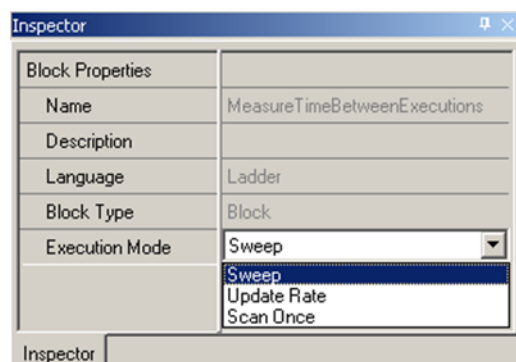 Inspector
Block Properties
Name MeasureTimeBetweenExecutions
Description
Language Ladder
Block Type Block
Execution Mode Sweep
Sweep
Update Rate
Scan Once
Inspector